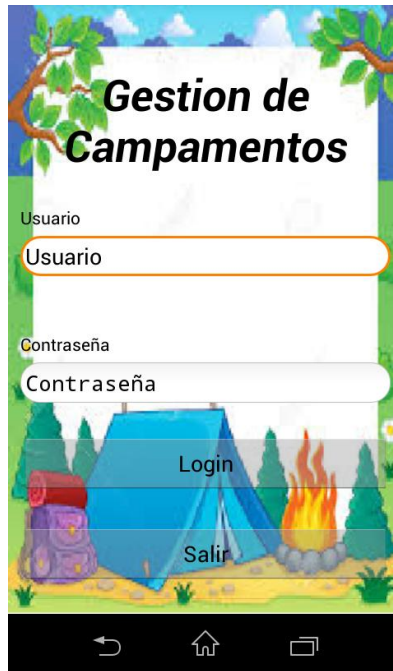 Gestion de
Campamentos
Usuario
Usuario
Contraseña
Contraseña
Login
Salir